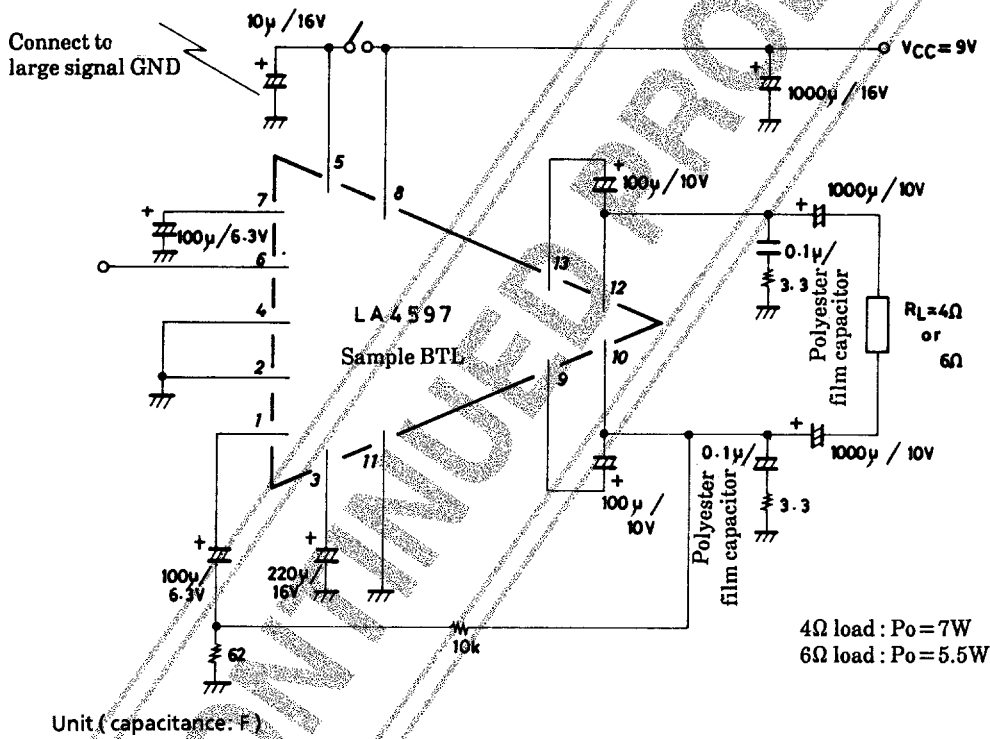 10µ/16V
Connect to
large signal GND
VCC=9V
1000µ/16V
5
8
7
100µ/6.3V
6
4
2
1
3
11
LA4597
Sample BTL
13
12
10
9
100µ/10V
1000µ/10V
0.1µ/
3.3
Polyester
film capacitor
RL=4Ω
or
6Ω
1000µ/10V
0.1µ/
3.3
Polyester
film capacitor
100µ/
10V
100µ/
6.3V
220µ/
16V
62
10k
4Ω load : Po=7W
6Ω load : Po=5.5W
Unit (capacitance: F)